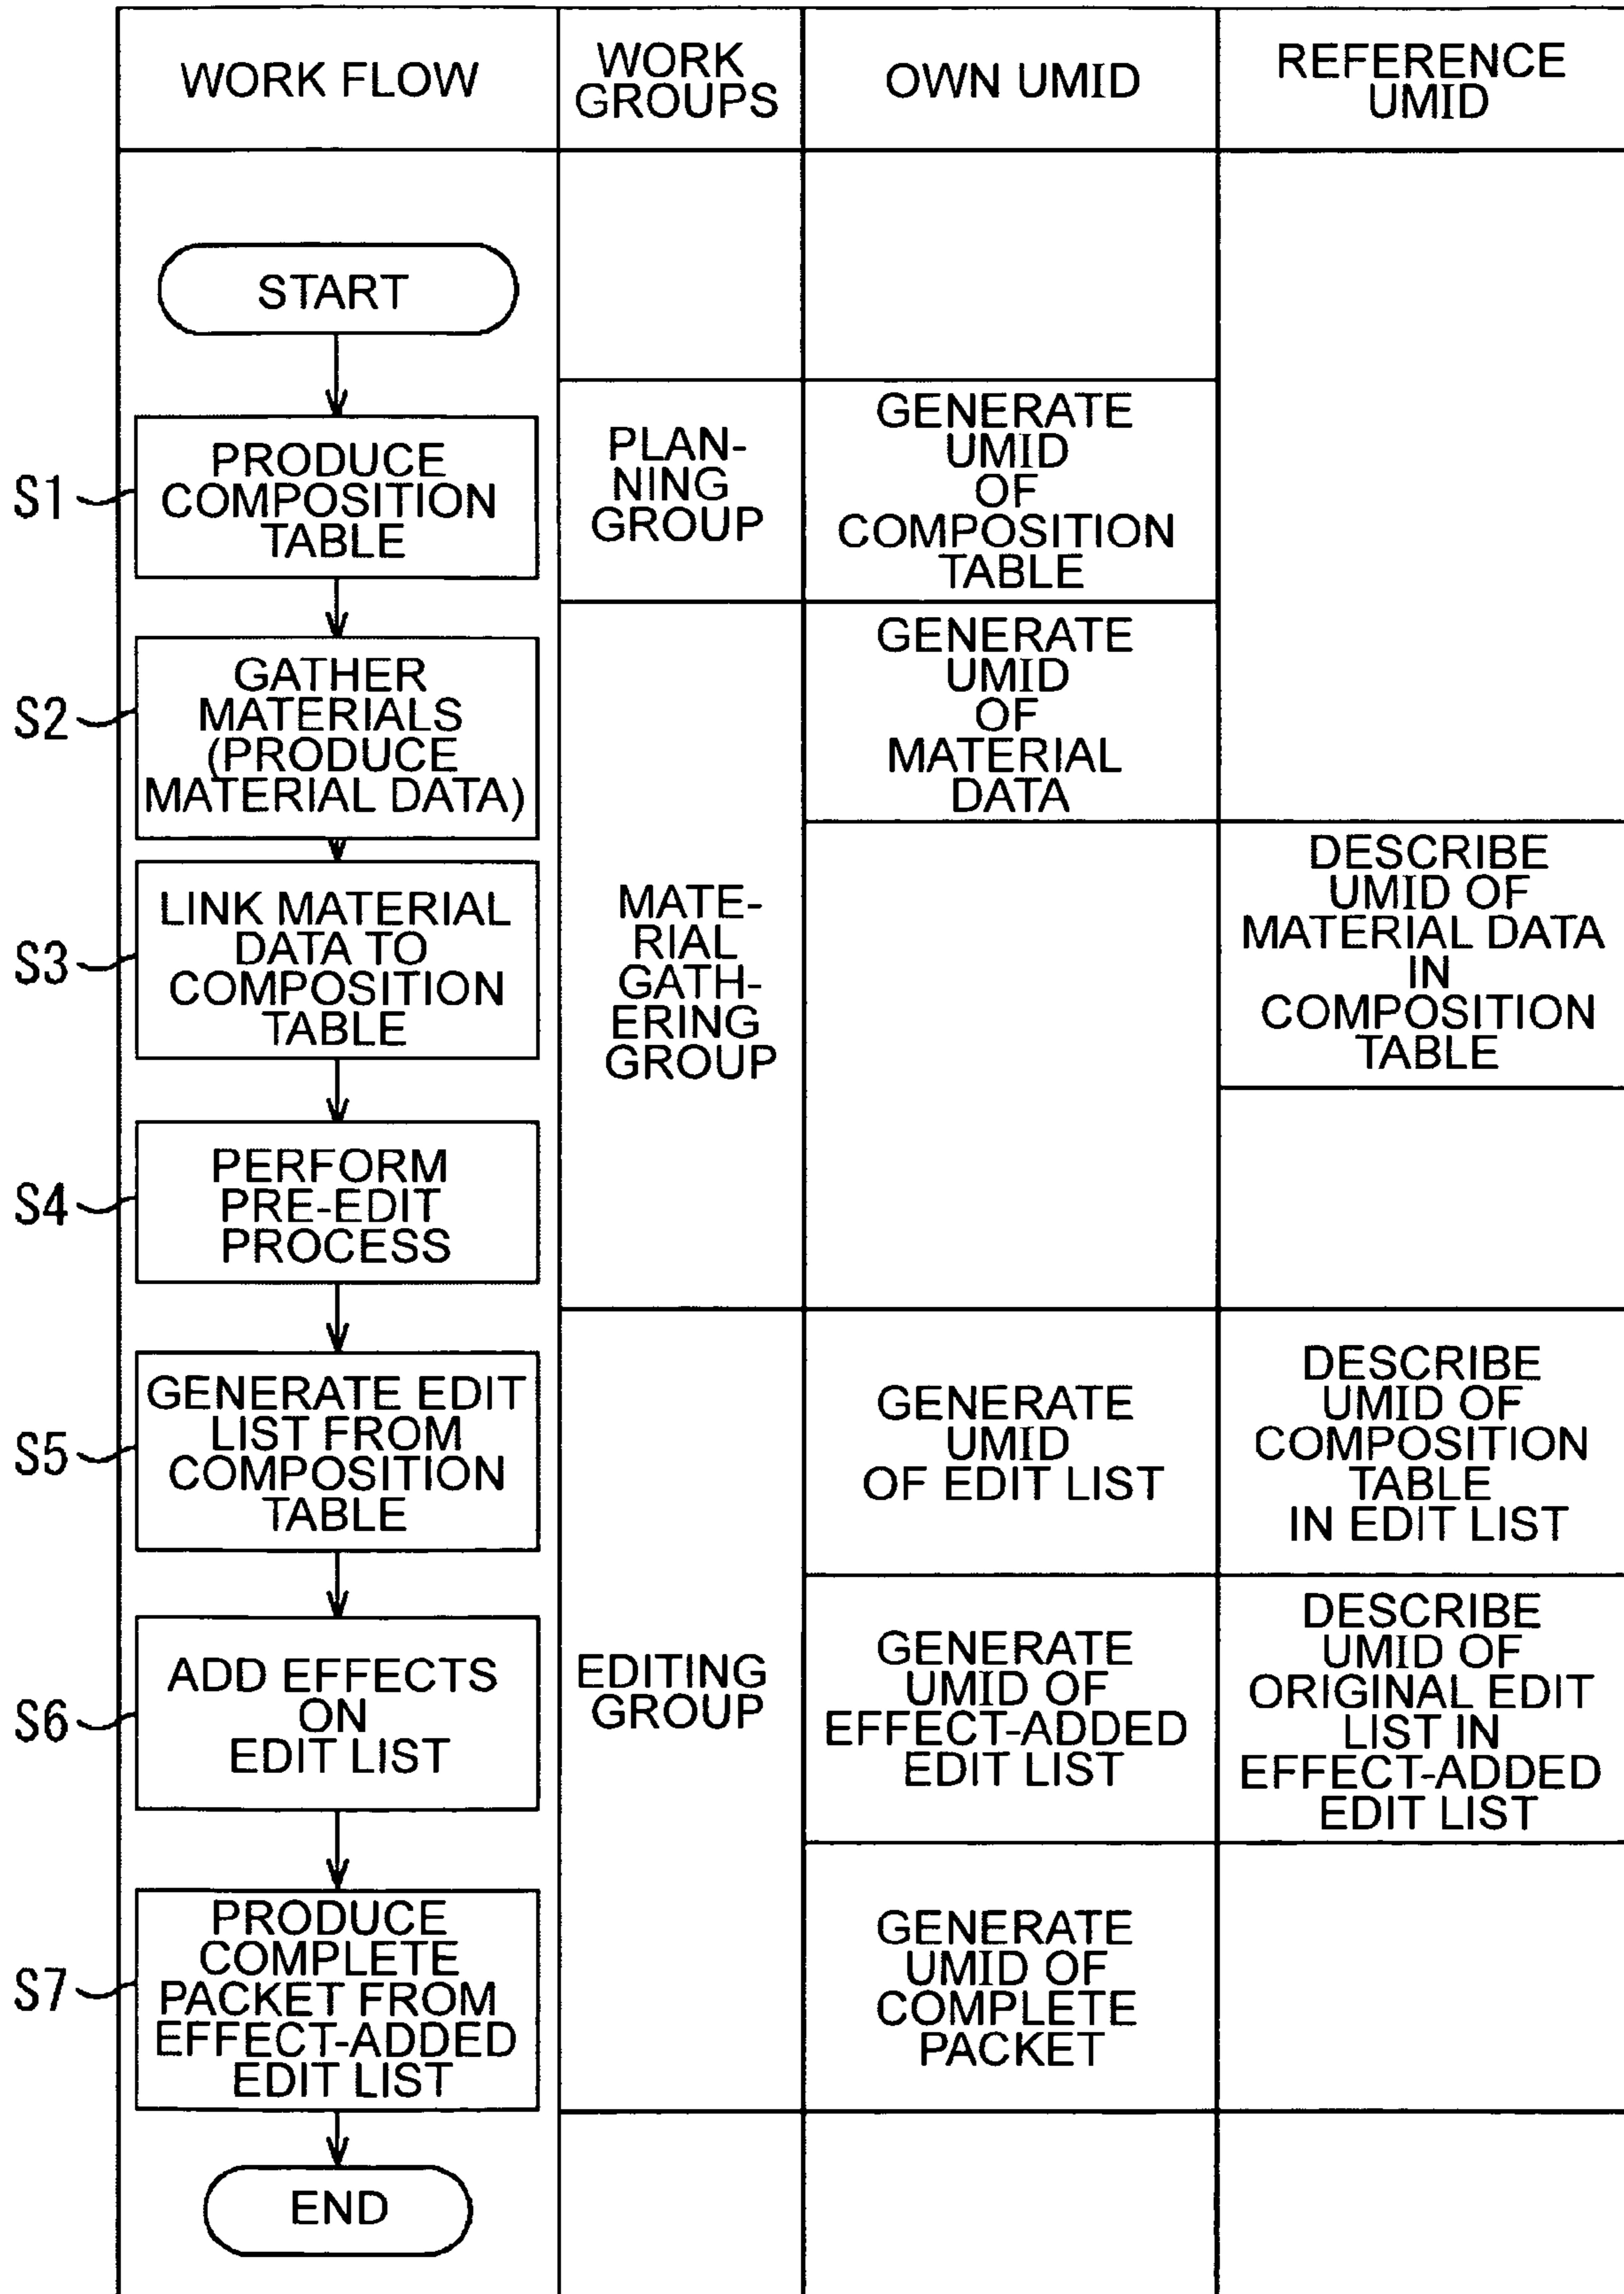 WORK FLOW
WORK
GROUPS
OWN UMID
REFERENCE
UMID
START
S1
PRODUCE
COMPOSITION
TABLE
PLAN-
NING
GROUP
GENERATE
UMID
OF
COMPOSITION
TABLE
S2
GATHER
MATERIALS
(PRODUCE
MATERIAL DATA)
GENERATE
UMID
OF
MATERIAL
DATA
S3
LINK MATERIAL
DATA TO
COMPOSITION
TABLE
MATE-
RIAL
GATH-
ERING
GROUP
DESCRIBE
UMID OF
MATERIAL DATA
IN
COMPOSITION
TABLE
S4
PERFORM
PRE-EDIT
PROCESS
S5
GENERATE EDIT
LIST FROM
COMPOSITION
TABLE
GENERATE
UMID
OF EDIT LIST
DESCRIBE
UMID OF
COMPOSITION
TABLE
IN EDIT LIST
S6
ADD EFFECTS
ON
EDIT LIST
EDITING
GROUP
GENERATE
UMID OF
EFFECT-ADDED
EDIT LIST
DESCRIBE
UMID OF
ORIGINAL EDIT
LIST IN
EFFECT-ADDED
EDIT LIST
S7
PRODUCE
COMPLETE
PACKET FROM
EFFECT-ADDED
EDIT LIST
GENERATE
UMID OF
COMPLETE
PACKET
END